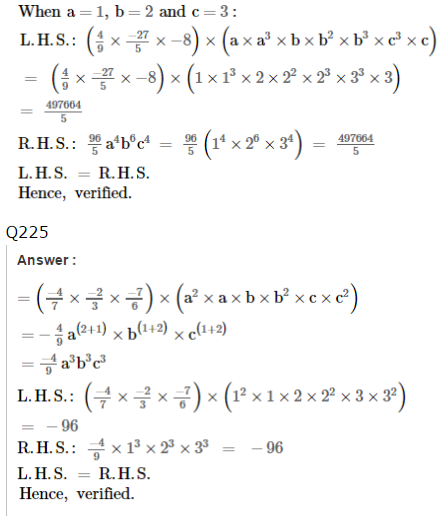 When a = 1, b = 2 and c = 3 :
L.H.S.: (4/9 × −27/5 × −8) × (a × a³ × b × b² × b³ × c³ × c)
= (4/9 × −27/5 × −8) × (1 × 1³ × 2 × 2² × 2³ × 3³ × 3)
= 497664/5
R.H.S.: 96/5 a⁴b⁶c⁴ = 96/5 (1⁴ × 2⁶ × 3⁴) = 497664/5
L.H.S. = R.H.S.
Hence, verified.
Q225
Answer :
= (−4/7 × −2/3 × −7/6) × (a² × a × b × b² × c × c²)
= −4/9 a⁽²⁺¹⁾ × b⁽¹⁺²⁾ × c⁽¹⁺²⁾
= −4/9 a³b³c³
L.H.S.: (−4/7 × −2/3 × −7/6) × (1² × 1 × 2 × 2² × 3 × 3²)
= −96
R.H.S.: −4/9 × 1³ × 2³ × 3³ = −96
L.H.S. = R.H.S.
Hence, verified.